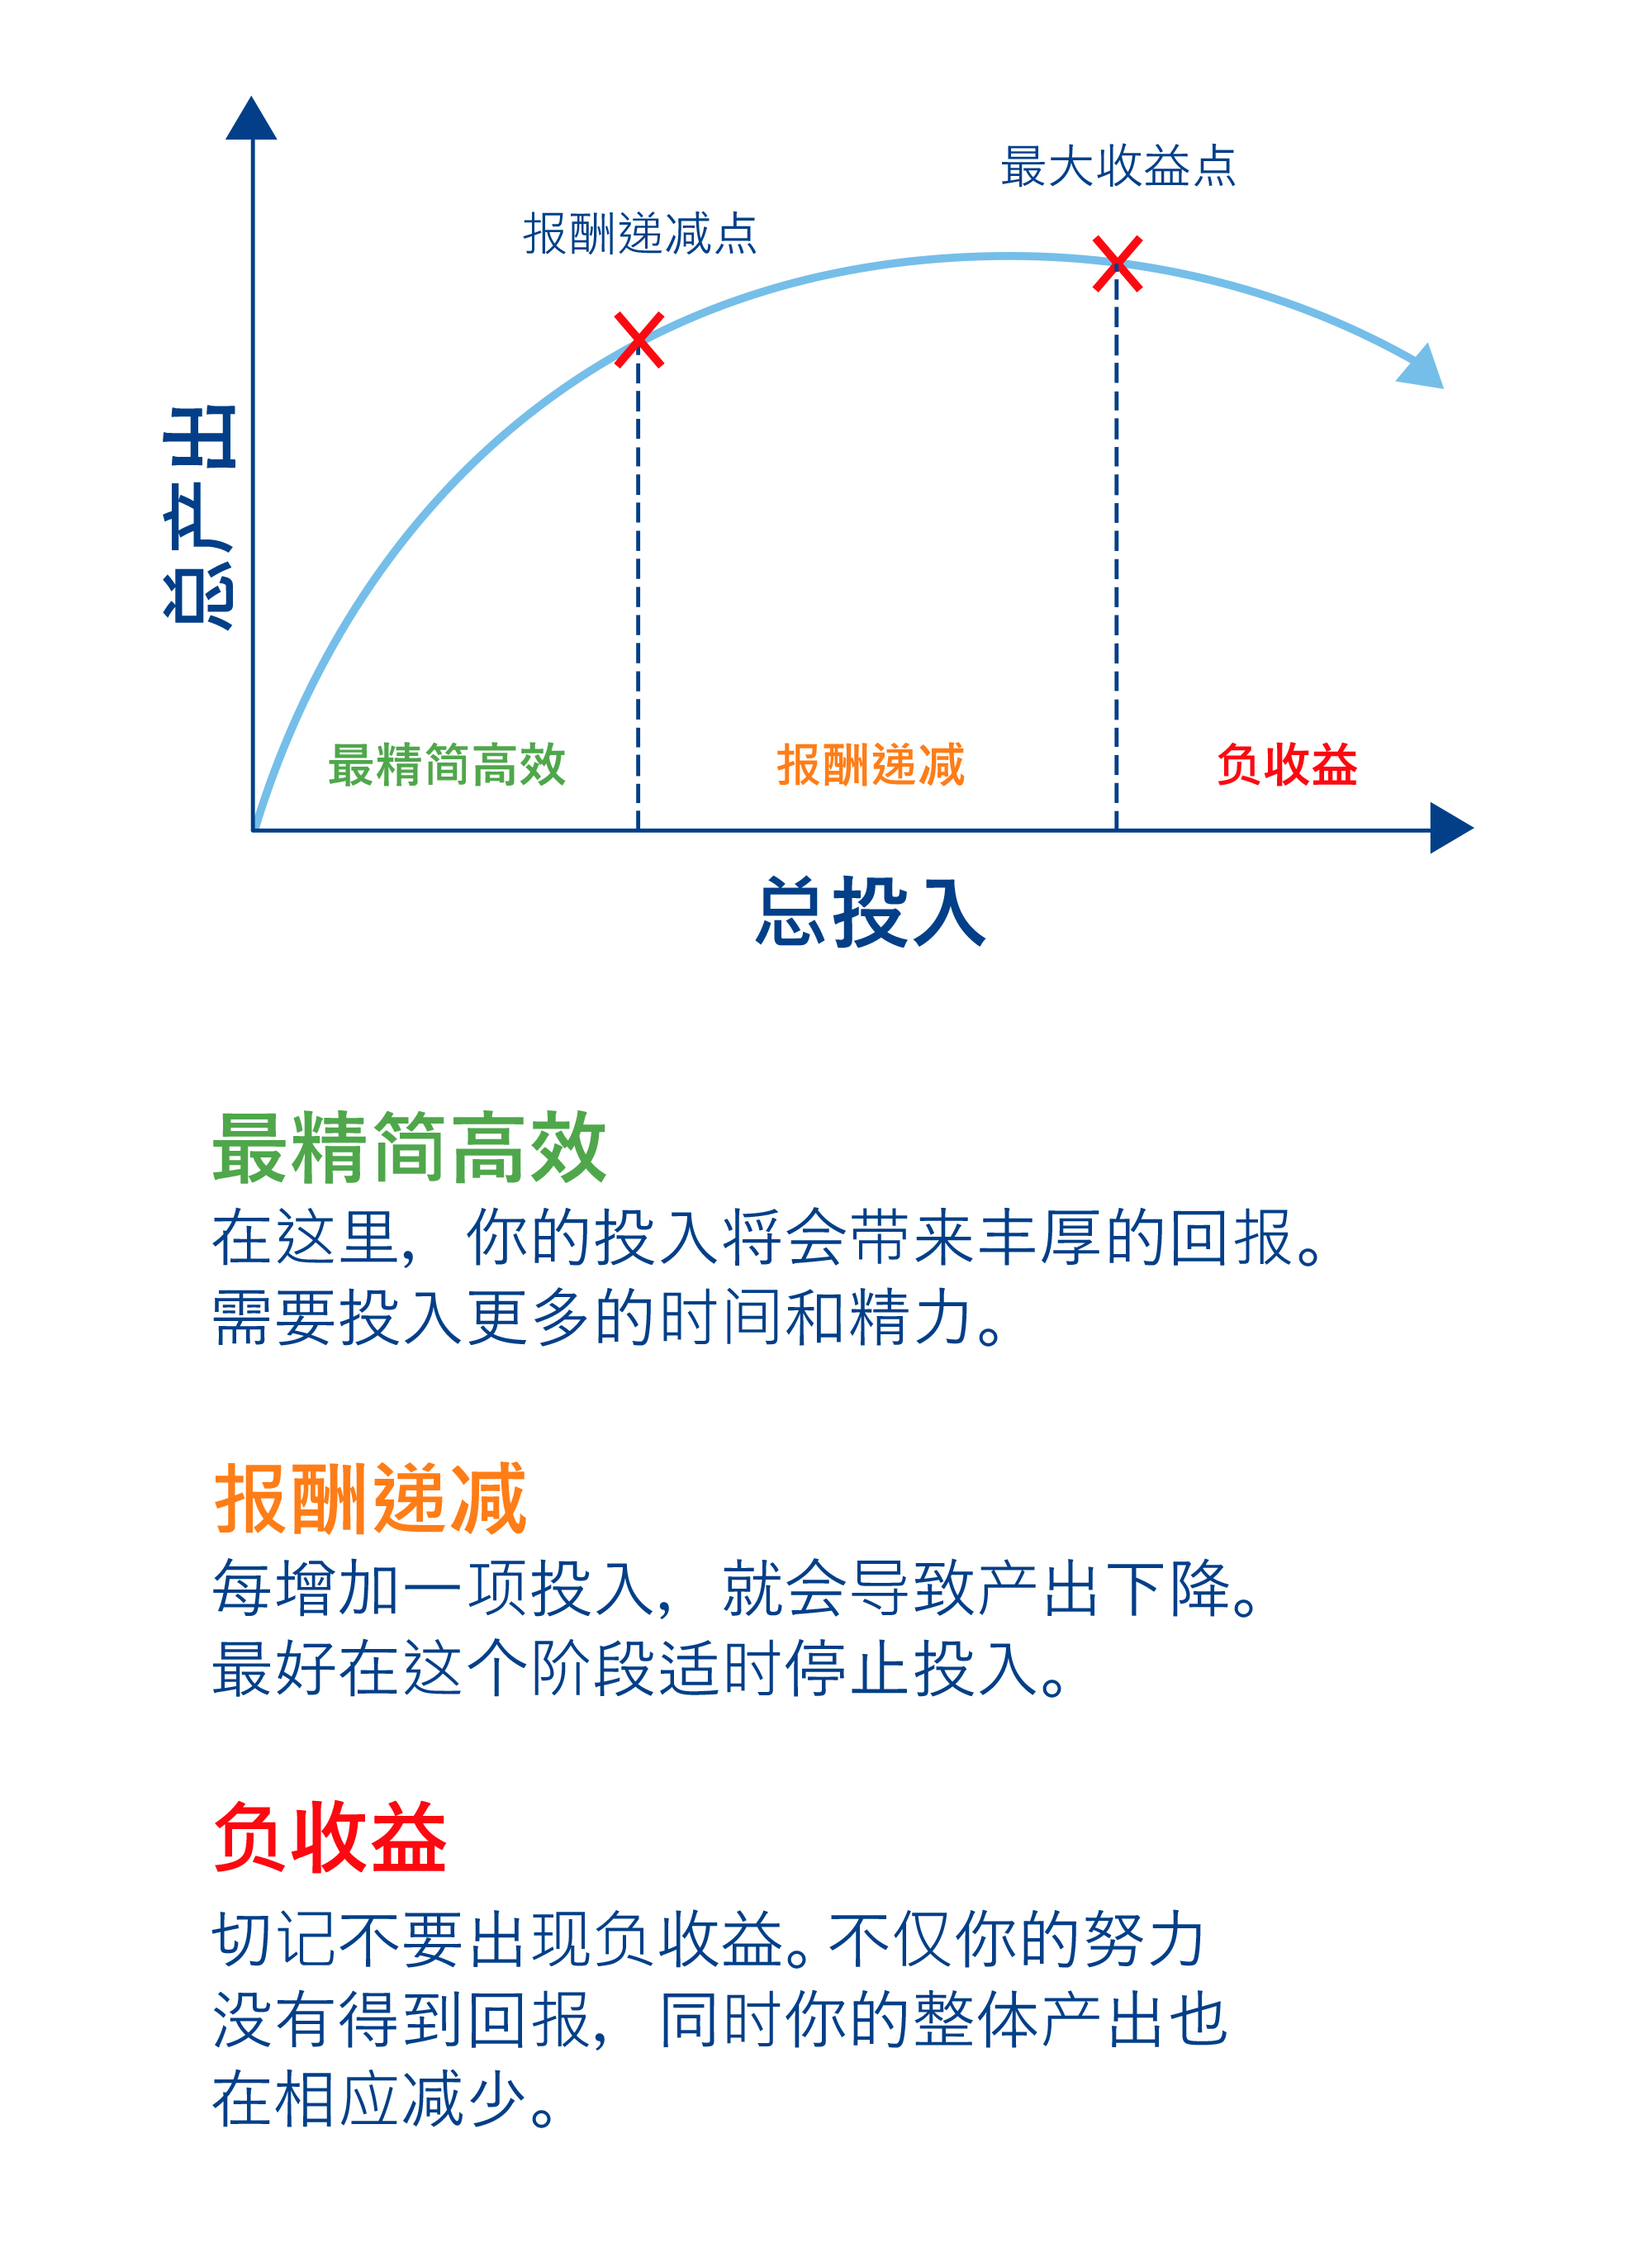 最大收益点
报酬递减点
总产出
最精简高效
报酬递减
负收益
总投入
最精简高效
在这里，你的投入将会带来丰厚的回报。
需要投入更多的时间和精力。
报酬递减
每增加一项投入，就会导致产出下降。
最好在这个阶段适时停止投入。
负收益
切记不要出现负收益。不仅你的努力
没有得到回报，同时你的整体产出也
在相应减少。